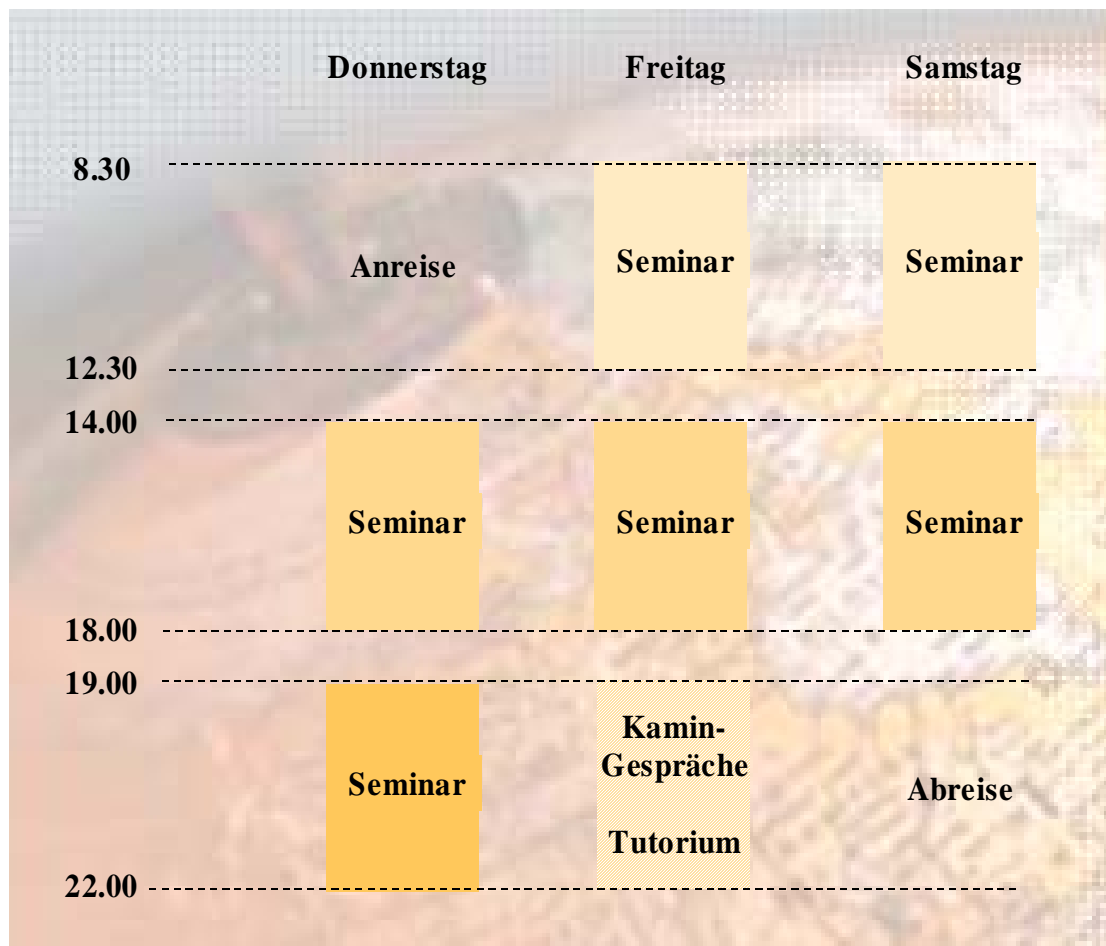 Donnerstag Freitag Samstag
8.30
Anreise Seminar Seminar
12.30
14.00
Seminar Seminar Seminar
18.00
19.00
Kamin-
Gespräche
Seminar Abreise
Tutorium
22.00